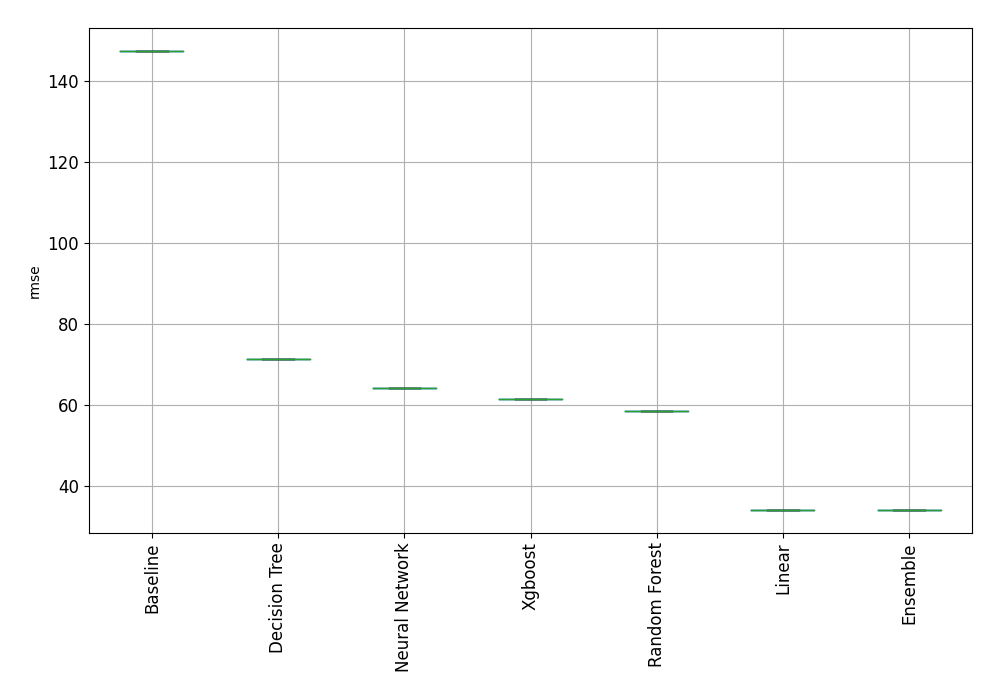 rmse
140
120
100
80
60
40
Baseline
Decision Tree
Neural Network
Xgboost
Random Forest
Linear
Ensemble